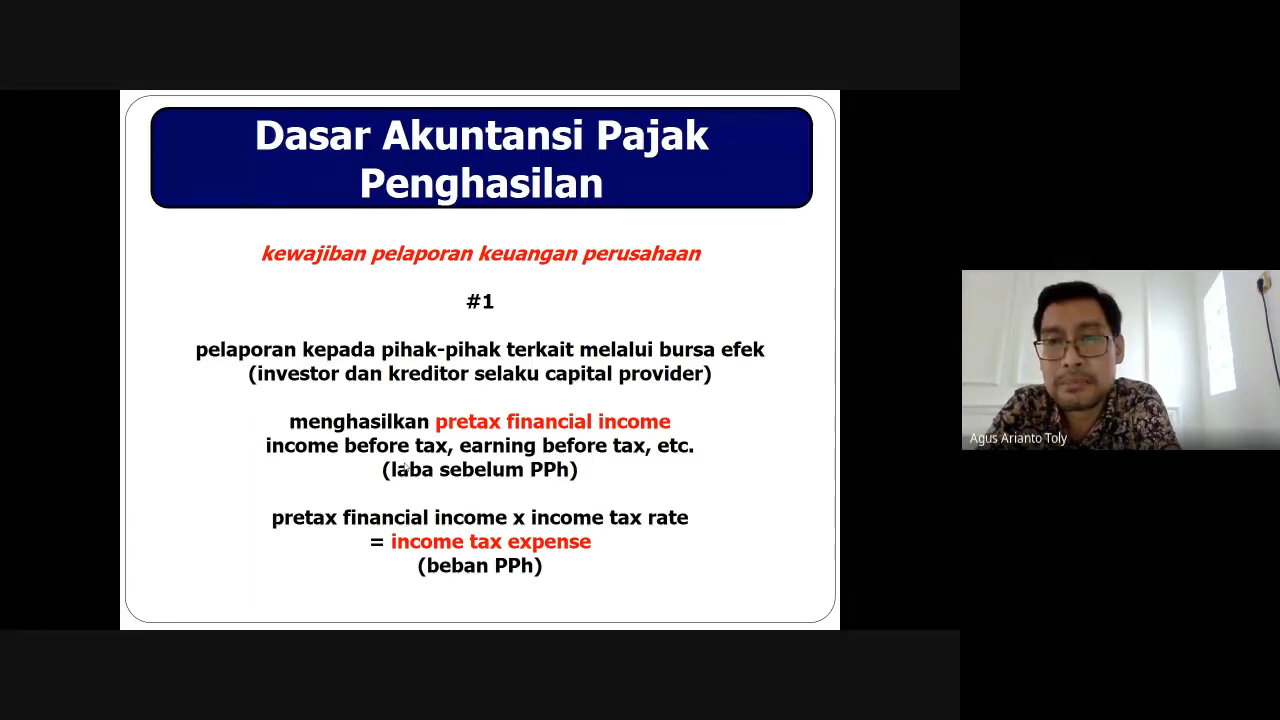 Dasar Akuntansi Pajak
Penghasilan
kewajiban pelaporan keuangan perusahaan
#1
pelaporan kepada pihak-pihak terkait melalui bursa efek
(investor dan kreditor selaku capital provider)
menghasilkan pretax financial income
income before tax, earning before tax, etc.
(laba sebelum PPh)
pretax financial income x income tax rate
= income tax expense
(beban PPh)
Agus Arianto Toly